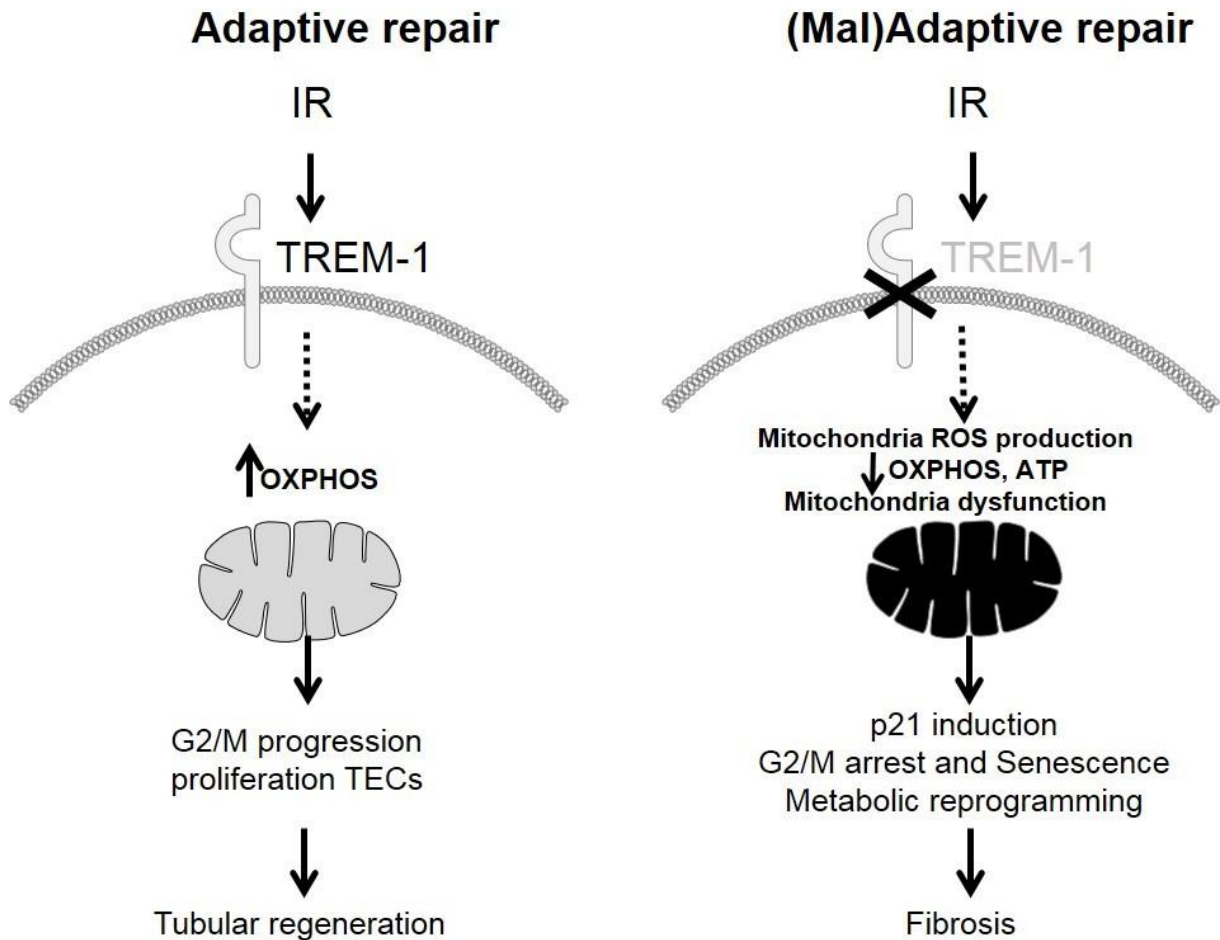 Adaptive repair
IR
TREM-1
OXPHOS
G2/M progression
proliferation TECs
Tubular regeneration
(Mal)Adaptive repair
IR
TREM-1
Mitochondria ROS production
OXPHOS, ATP
Mitochondria dysfunction
p21 induction
G2/M arrest and Senescence
Metabolic reprogramming
Fibrosis